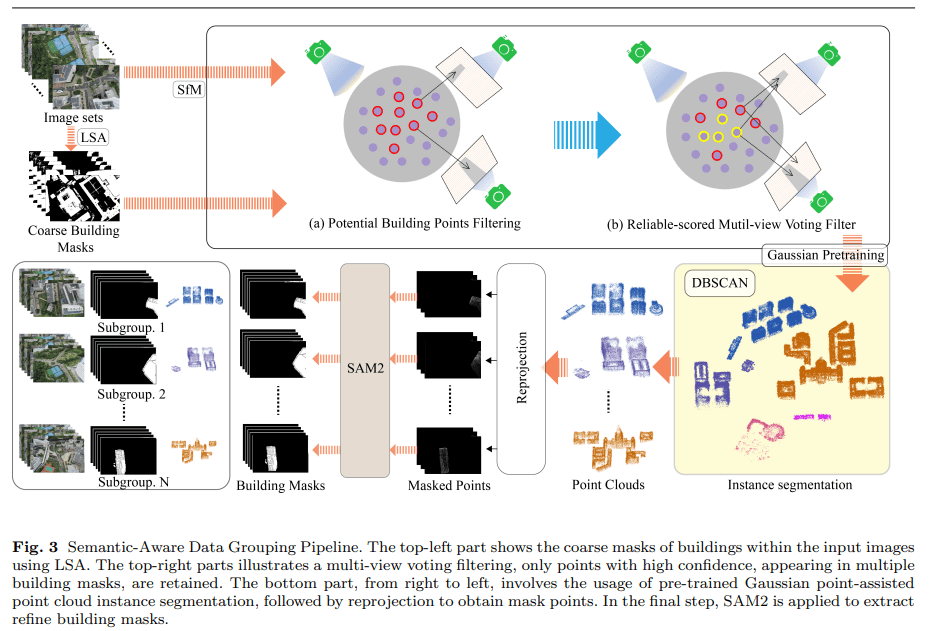 SfM
Image sets
LSA
Coarse Building
Masks
(a) Potential Building Points Filtering
(b) Reliable-scored Mutil-view Voting Filter
Gaussian Pretraining
DBSCAN
Subgroup. 1
Subgroup. 2
Subgroup. N
SAM2
Reprojection
Building Masks
Masked Points
Point Clouds
Instance segmentation
Fig. 3 Semantic-Aware Data Grouping Pipeline. The top-left part shows the coarse masks of buildings within the input images
using LSA. The top-right parts illustrates a multi-view voting filtering, only points with high confidence, appearing in multiple
building masks, are retained. The bottom part, from right to left, involves the usage of pre-trained Gaussian point-assisted
point cloud instance segmentation, followed by reprojection to obtain mask points. In the final step, SAM2 is applied to extract
refine building masks.